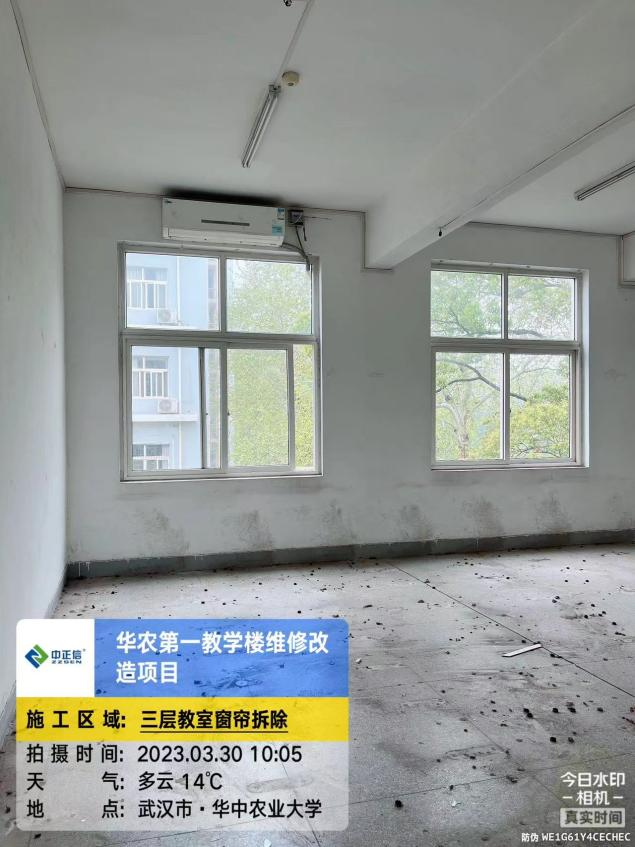 中正信®
ZZSEN
华农第一教学楼维修改
造项目
施工区域: 三层教室窗帘拆除
拍摄时间: 2023.03.30 10:05
天气: 多云 14℃
地点: 武汉市·华中农业大学
今日水印
-相机-
真实时间
防伪 WE1G61Y4CECHEC